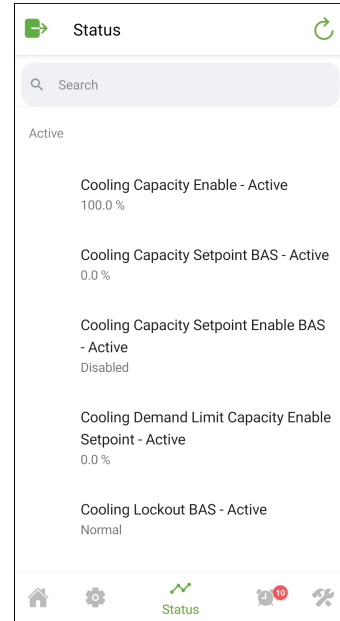 Status
Search
Active
Cooling Capacity Enable - Active
100.0 %
Cooling Capacity Setpoint BAS - Active
0.0 %
Cooling Capacity Setpoint Enable BAS
- Active
Disabled
Cooling Demand Limit Capacity Enable
Setpoint - Active
0.0 %
Cooling Lockout BAS - Active
Normal
10
Status